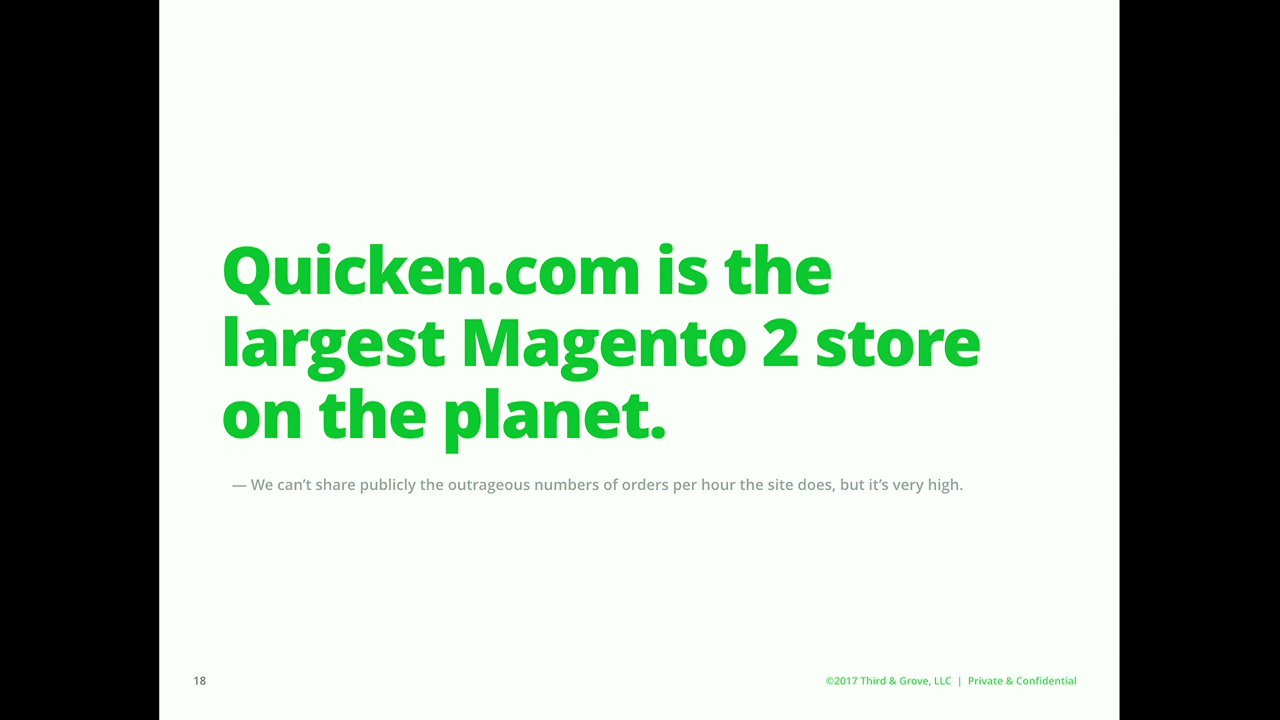 Quicken.com is the
largest Magento 2 store
on the planet.
— We can’t share publicly the outrageous numbers of orders per hour the site does, but it’s very high.
18
©2017 Third & Grove, LLC | Private & Confidential